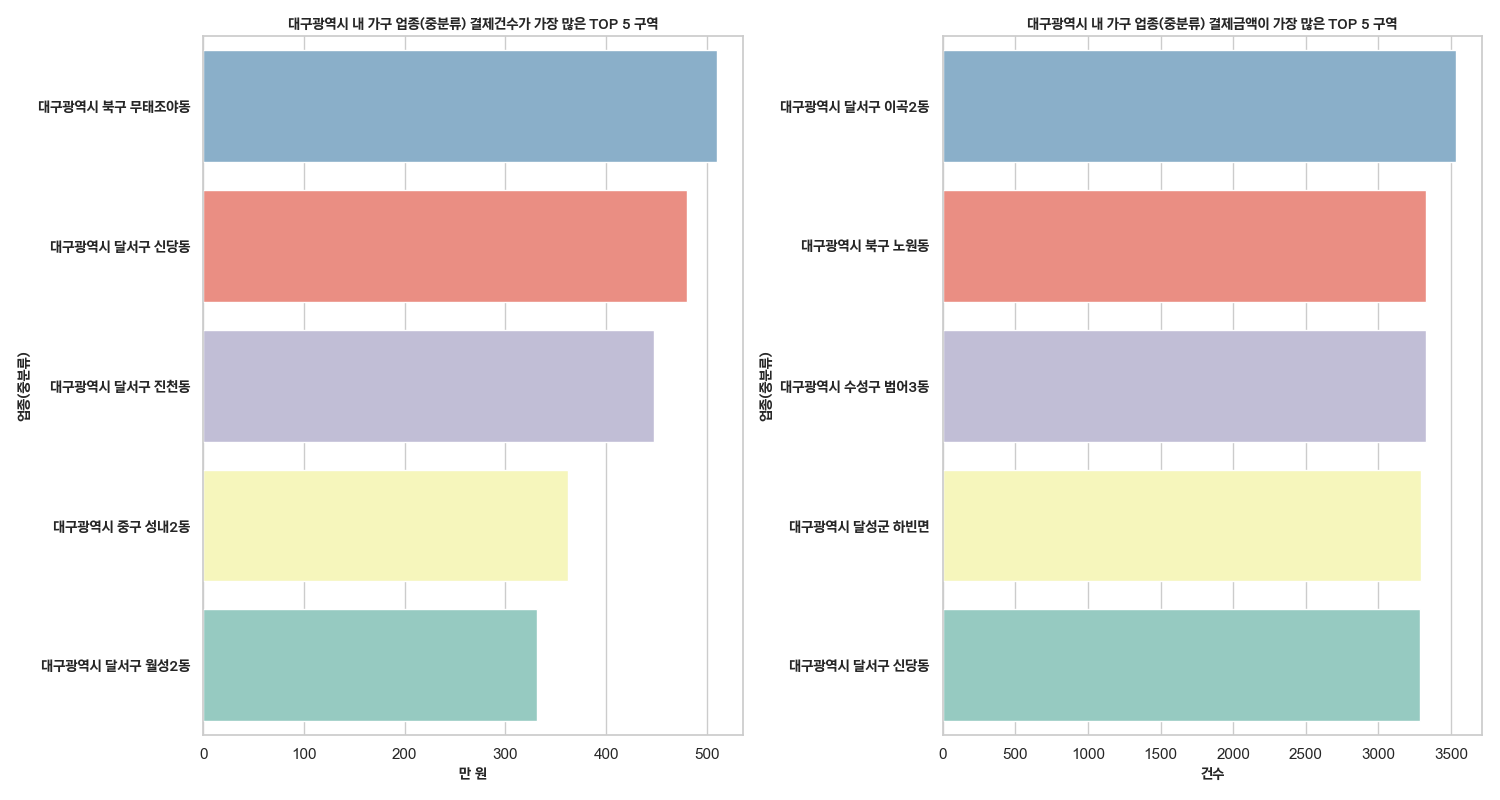 대구광역시 내 가구 업종(중분류) 결제건수가 가장 많은 TOP 5 구역
업종(중분류)
대구광역시 북구 무태조야동
대구광역시 달서구 신당동
대구광역시 달서구 진천동
대구광역시 중구 성내2동
대구광역시 달서구 월성2동
0 100 200 300 400 500
만 원
대구광역시 내 가구 업종(중분류) 결제금액이 가장 많은 TOP 5 구역
업종(중분류)
대구광역시 달서구 이곡2동
대구광역시 북구 노원동
대구광역시 수성구 범어3동
대구광역시 달성군 하빈면
대구광역시 달서구 신당동
0 500 1000 1500 2000 2500 3000 3500
건수